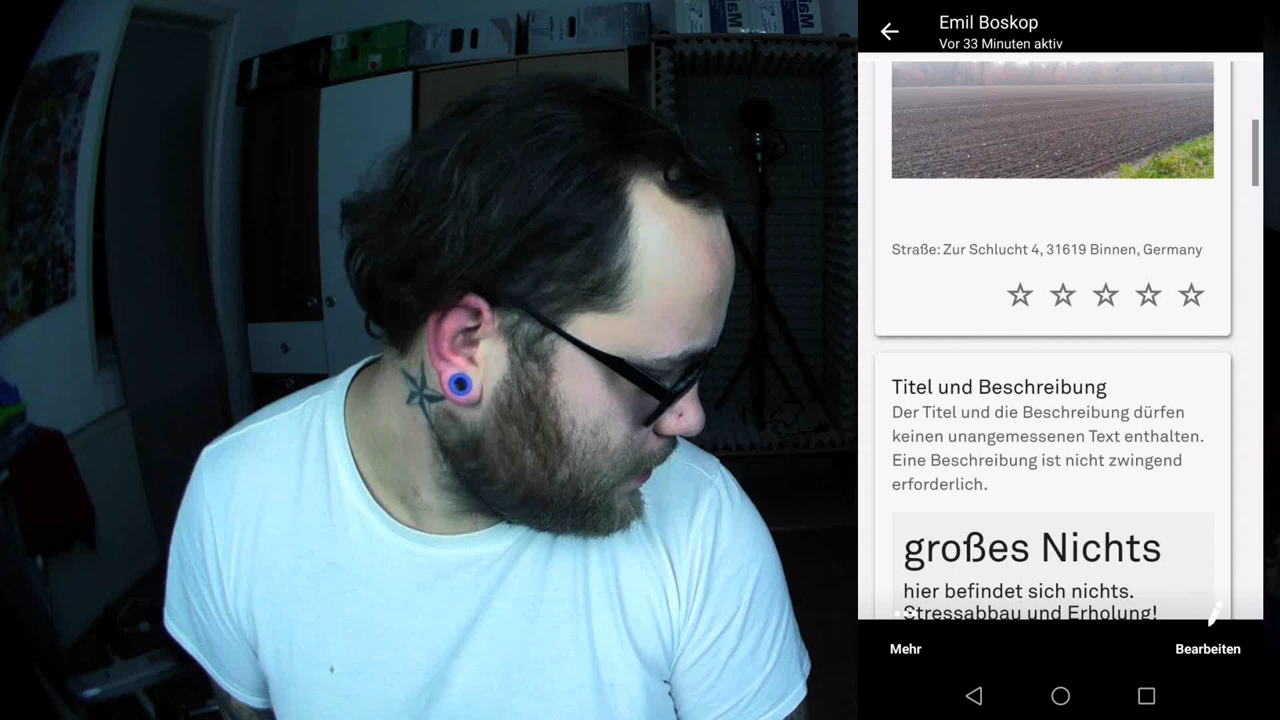 Emil Boskop
Vor 33 Minuten aktiv
Straße: Zur Schlucht 4, 31619 Binnen, Germany
Titel und Beschreibung
Der Titel und die Beschreibung dürfen
keinen unangemessenen Text enthalten.
Eine Beschreibung ist nicht zwingend
erforderlich.
großes Nichts
hier befindet sich nichts.
Stressabbau und Erholung!
Mehr
Bearbeiten